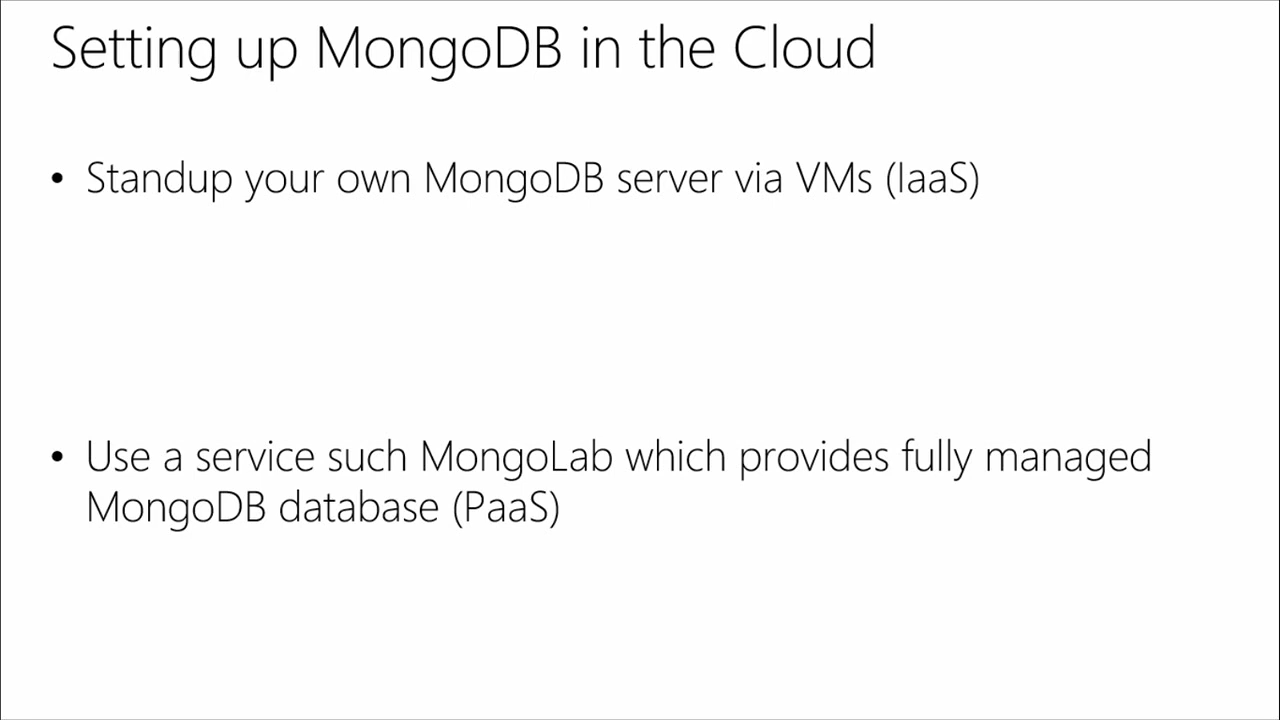 Setting up MongoDB in the Cloud
• Standup your own MongoDB server via VMs (IaaS)
• Use a service such MongoLab which provides fully managed
MongoDB database (PaaS)